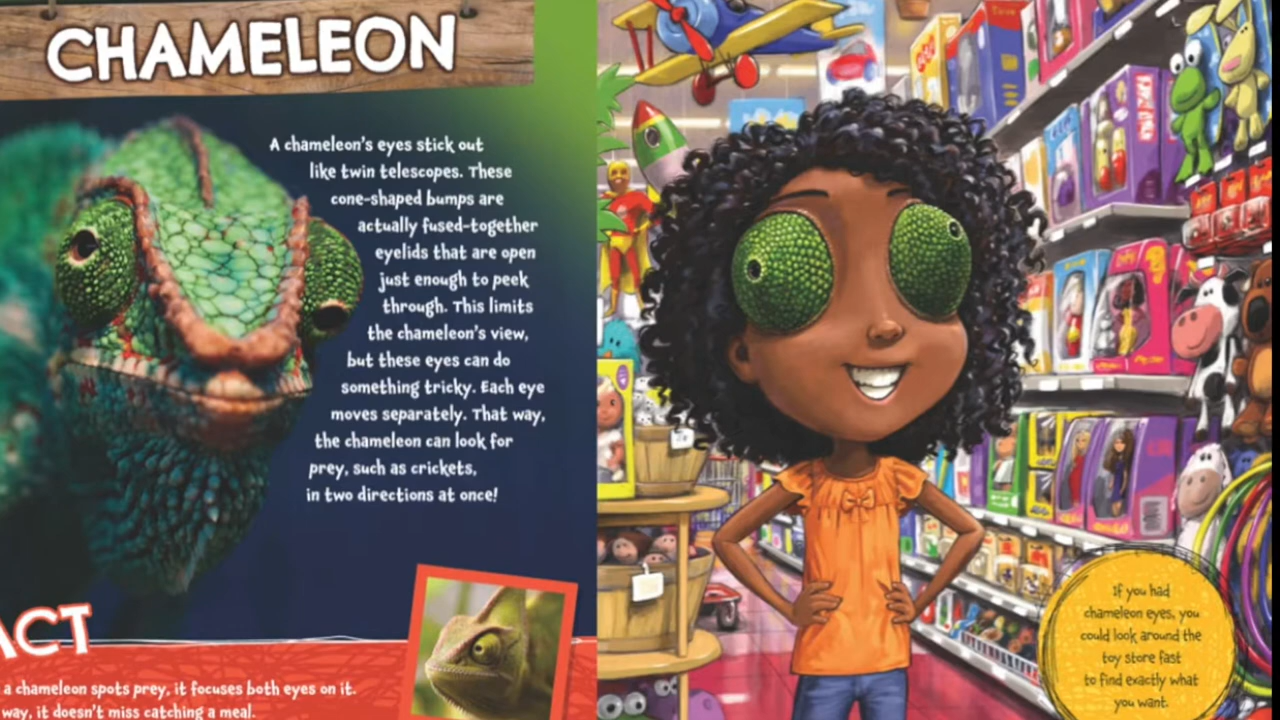 CHAMELEON
A chameleon's eyes stick out
like twin telescopes. These
cone-shaped bumps are
actually fused-together
eyelids that are open
just enough to peek
through. This limits
the chameleon's view,
but these eyes can do
something tricky. Each eye
moves separately. That way,
the chameleon can look for
prey, such as crickets,
in two directions at once!
ACT
a chameleon spots prey, it focuses both eyes on it.
way, it doesn't miss catching a meal.
If you had
chameleon eyes, you
could look around the
toy store fast
to find exactly what
you want.